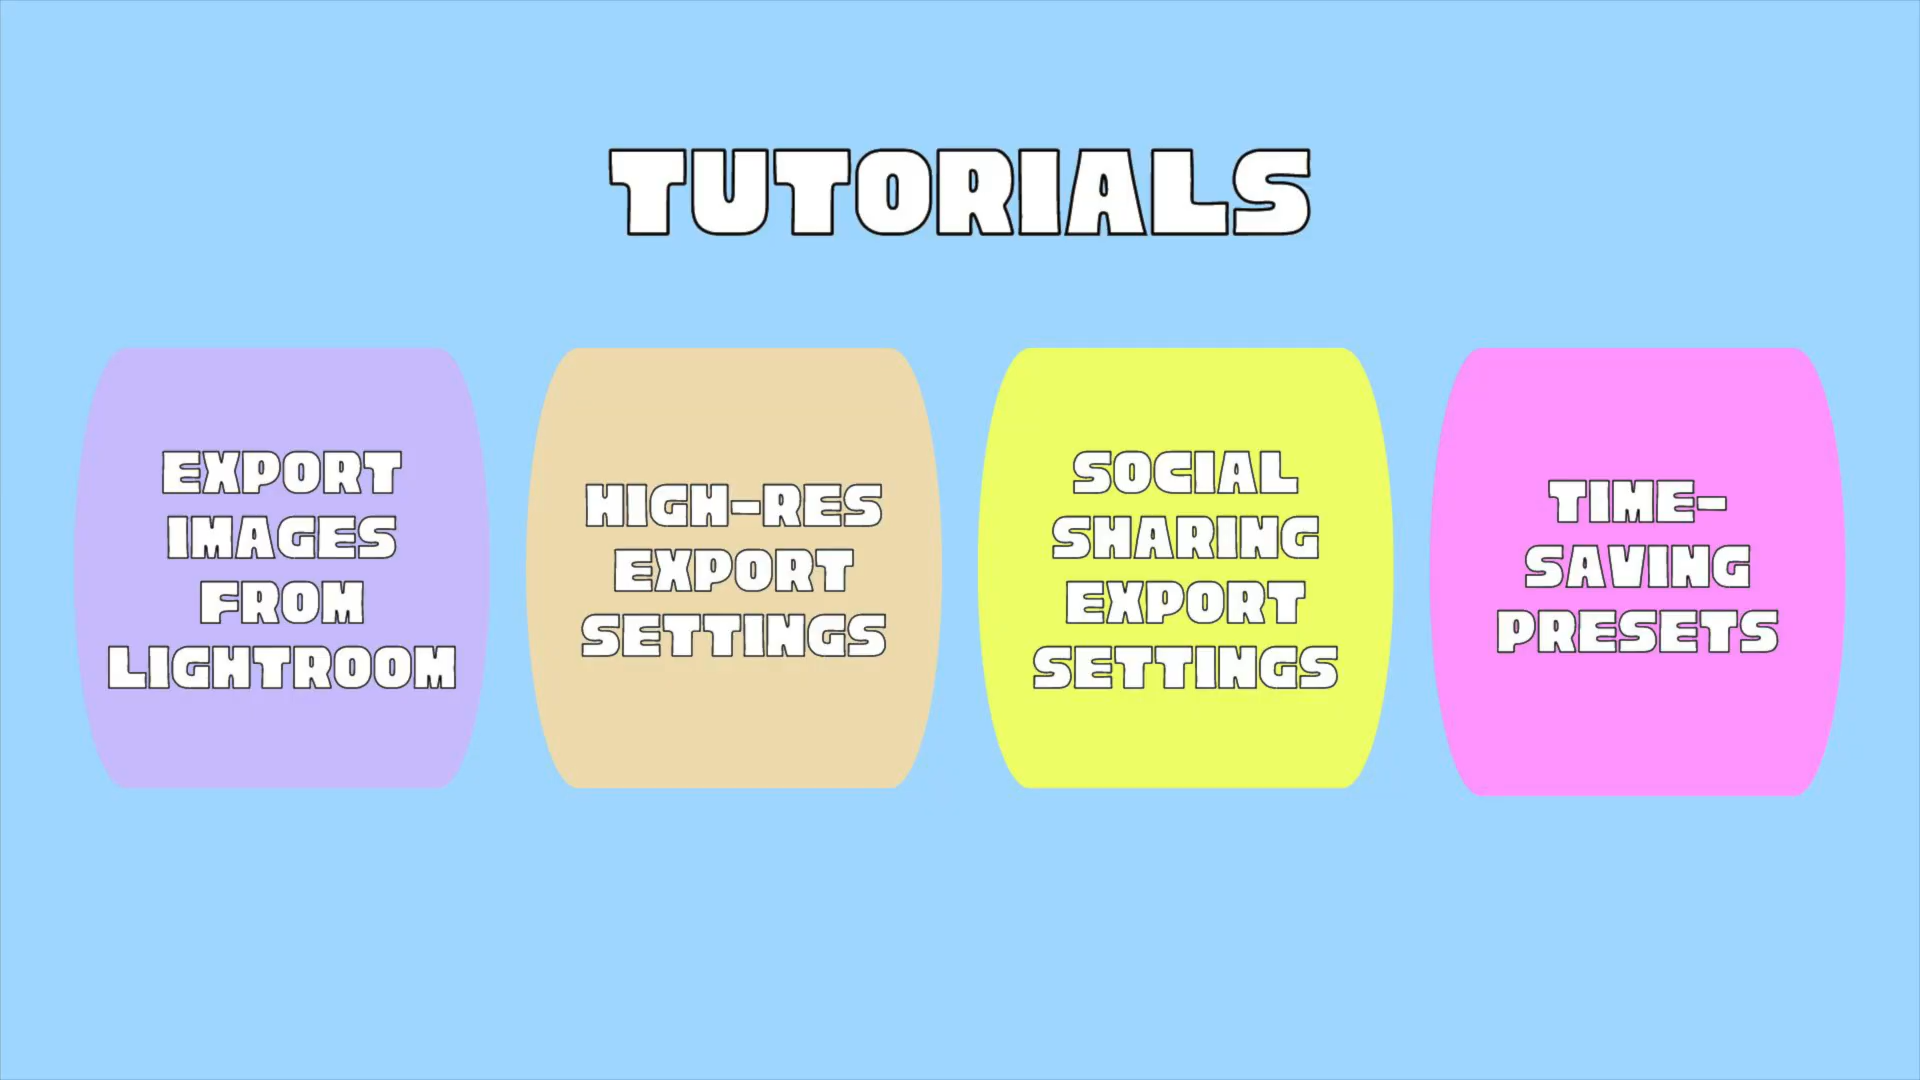 TUTORIALS
EXPORT
IMAGES
FROM
LIGHTROOM
HIGH-RES
EXPORT
SETTINGS
SOCIAL
SHARING
EXPORT
SETTINGS
TIME-
SAVING
PRESETS